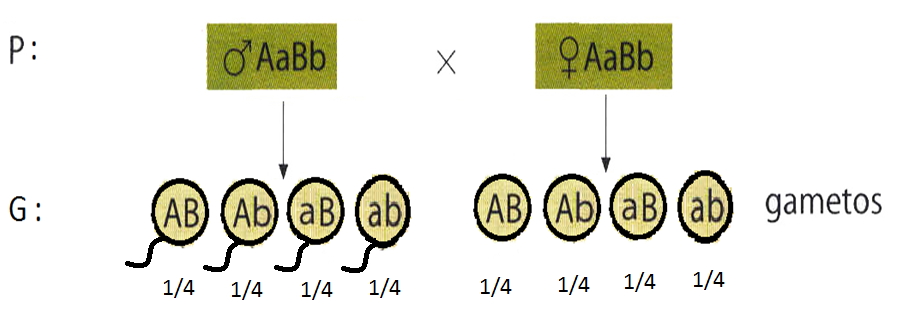 P: ♂AaBb x ♀AaBb
G: AB Ab aB ab AB Ab aB ab gametos
1/4 1/4 1/4 1/4 1/4 1/4 1/4 1/4